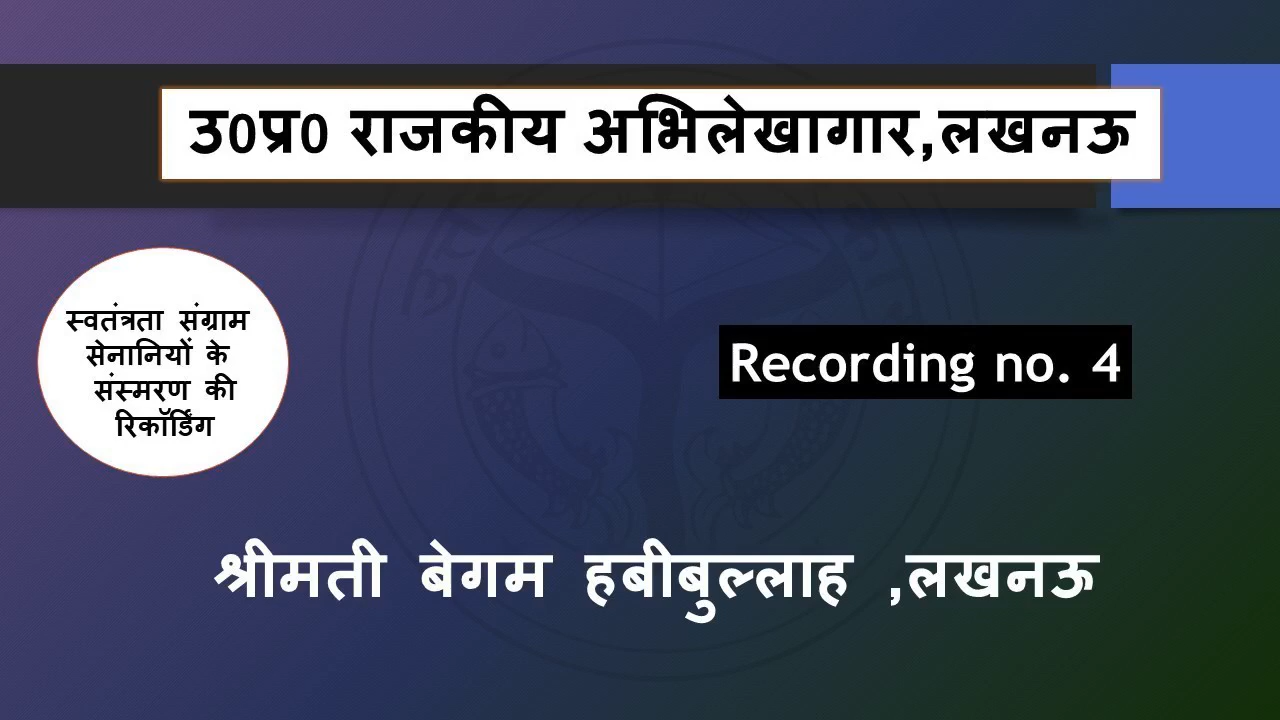 उ0प्र0 राजकीय अभिलेखागार,लखनऊ
स्वतंत्रता संग्राम
सेनानियों के
संस्मरण की
रिकॉर्डिंग
Recording no. 4
श्रीमती बेगम हबीबुल्लाह ,लखनऊ